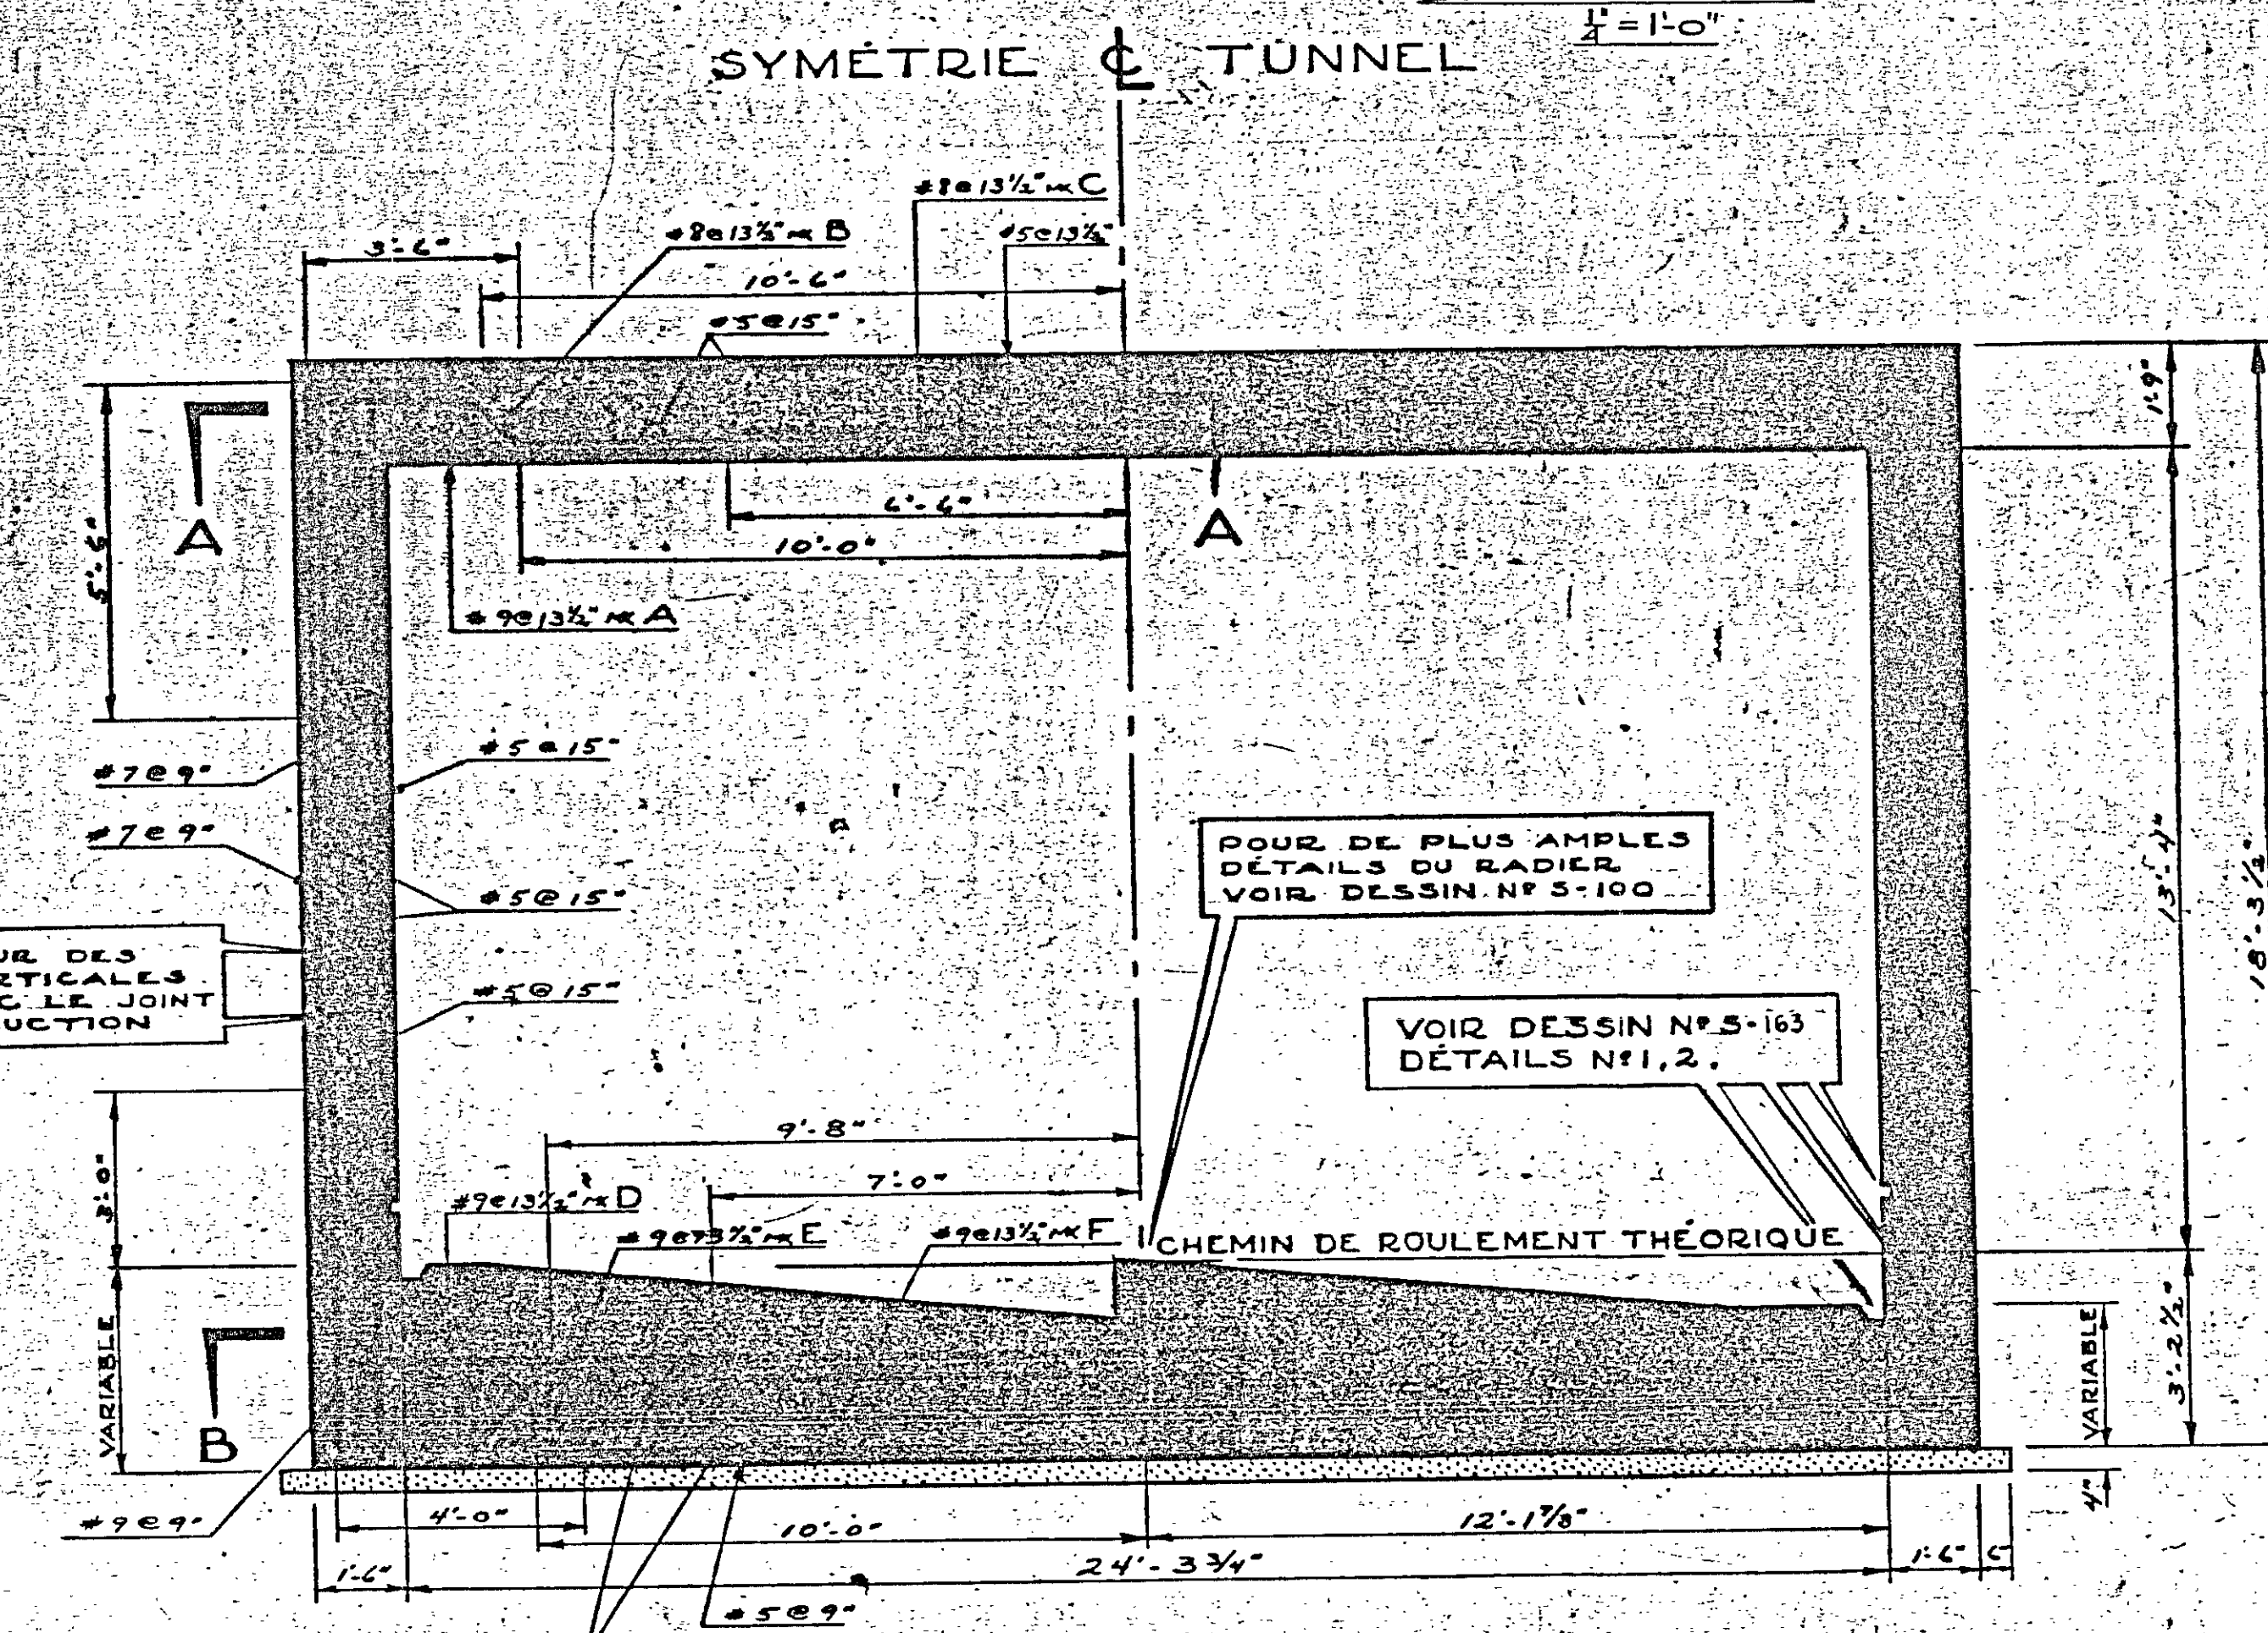 1/4" = 1'-0"
SYMÉTRIE ℄ TUNNEL
#8@13½" MK C
#8@13½" MK B
#5@13½"
3'-6"
10'-6"
#5@15"
1'-9"
A
A
6'-6"
10'-0"
5'-6"
#9@13½" MK A
#5@15"
#7@9"
#7@9"
#5@15"
POUR DE PLUS AMPLES
DÉTAILS DU RADIER
VOIR DESSIN Nº S-100
13'-4"
18'-3½"
UR DES
RTICALES
C LE JOINT
UCTION
#5@15"
VOIR DESSIN Nº S-163
DÉTAILS Nº 1, 2.
9'-8"
7'-0"
3'-0"
#9@13½" MK D
#9@13½" MK E
#9@13½" MK F
CHEMIN DE ROULEMENT THÉORIQUE
VARIABLE
VARIABLE
3'-2½"
B
4"
#9@9"
4'-0"
10'-0"
12'-1⅞"
1'-6"
24'-3¾"
1'-6"
6"
#5@9"